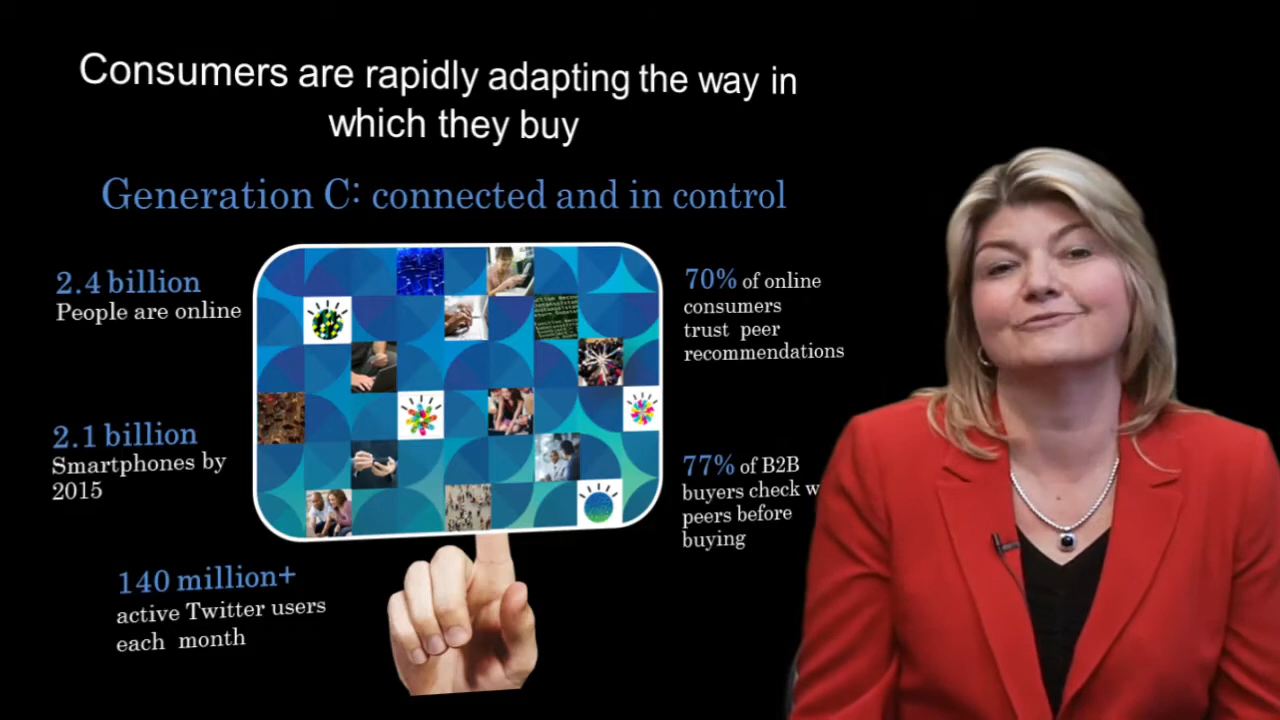 Consumers are rapidly adapting the way in
which they buy
Generation C: connected and in control
2.4 billion
People are online
2.1 billion
Smartphones by
2015
140 million+
active Twitter users
each month
70% of online
consumers
trust peer
recommendations
77% of B2B
buyers check w
peers before
buying